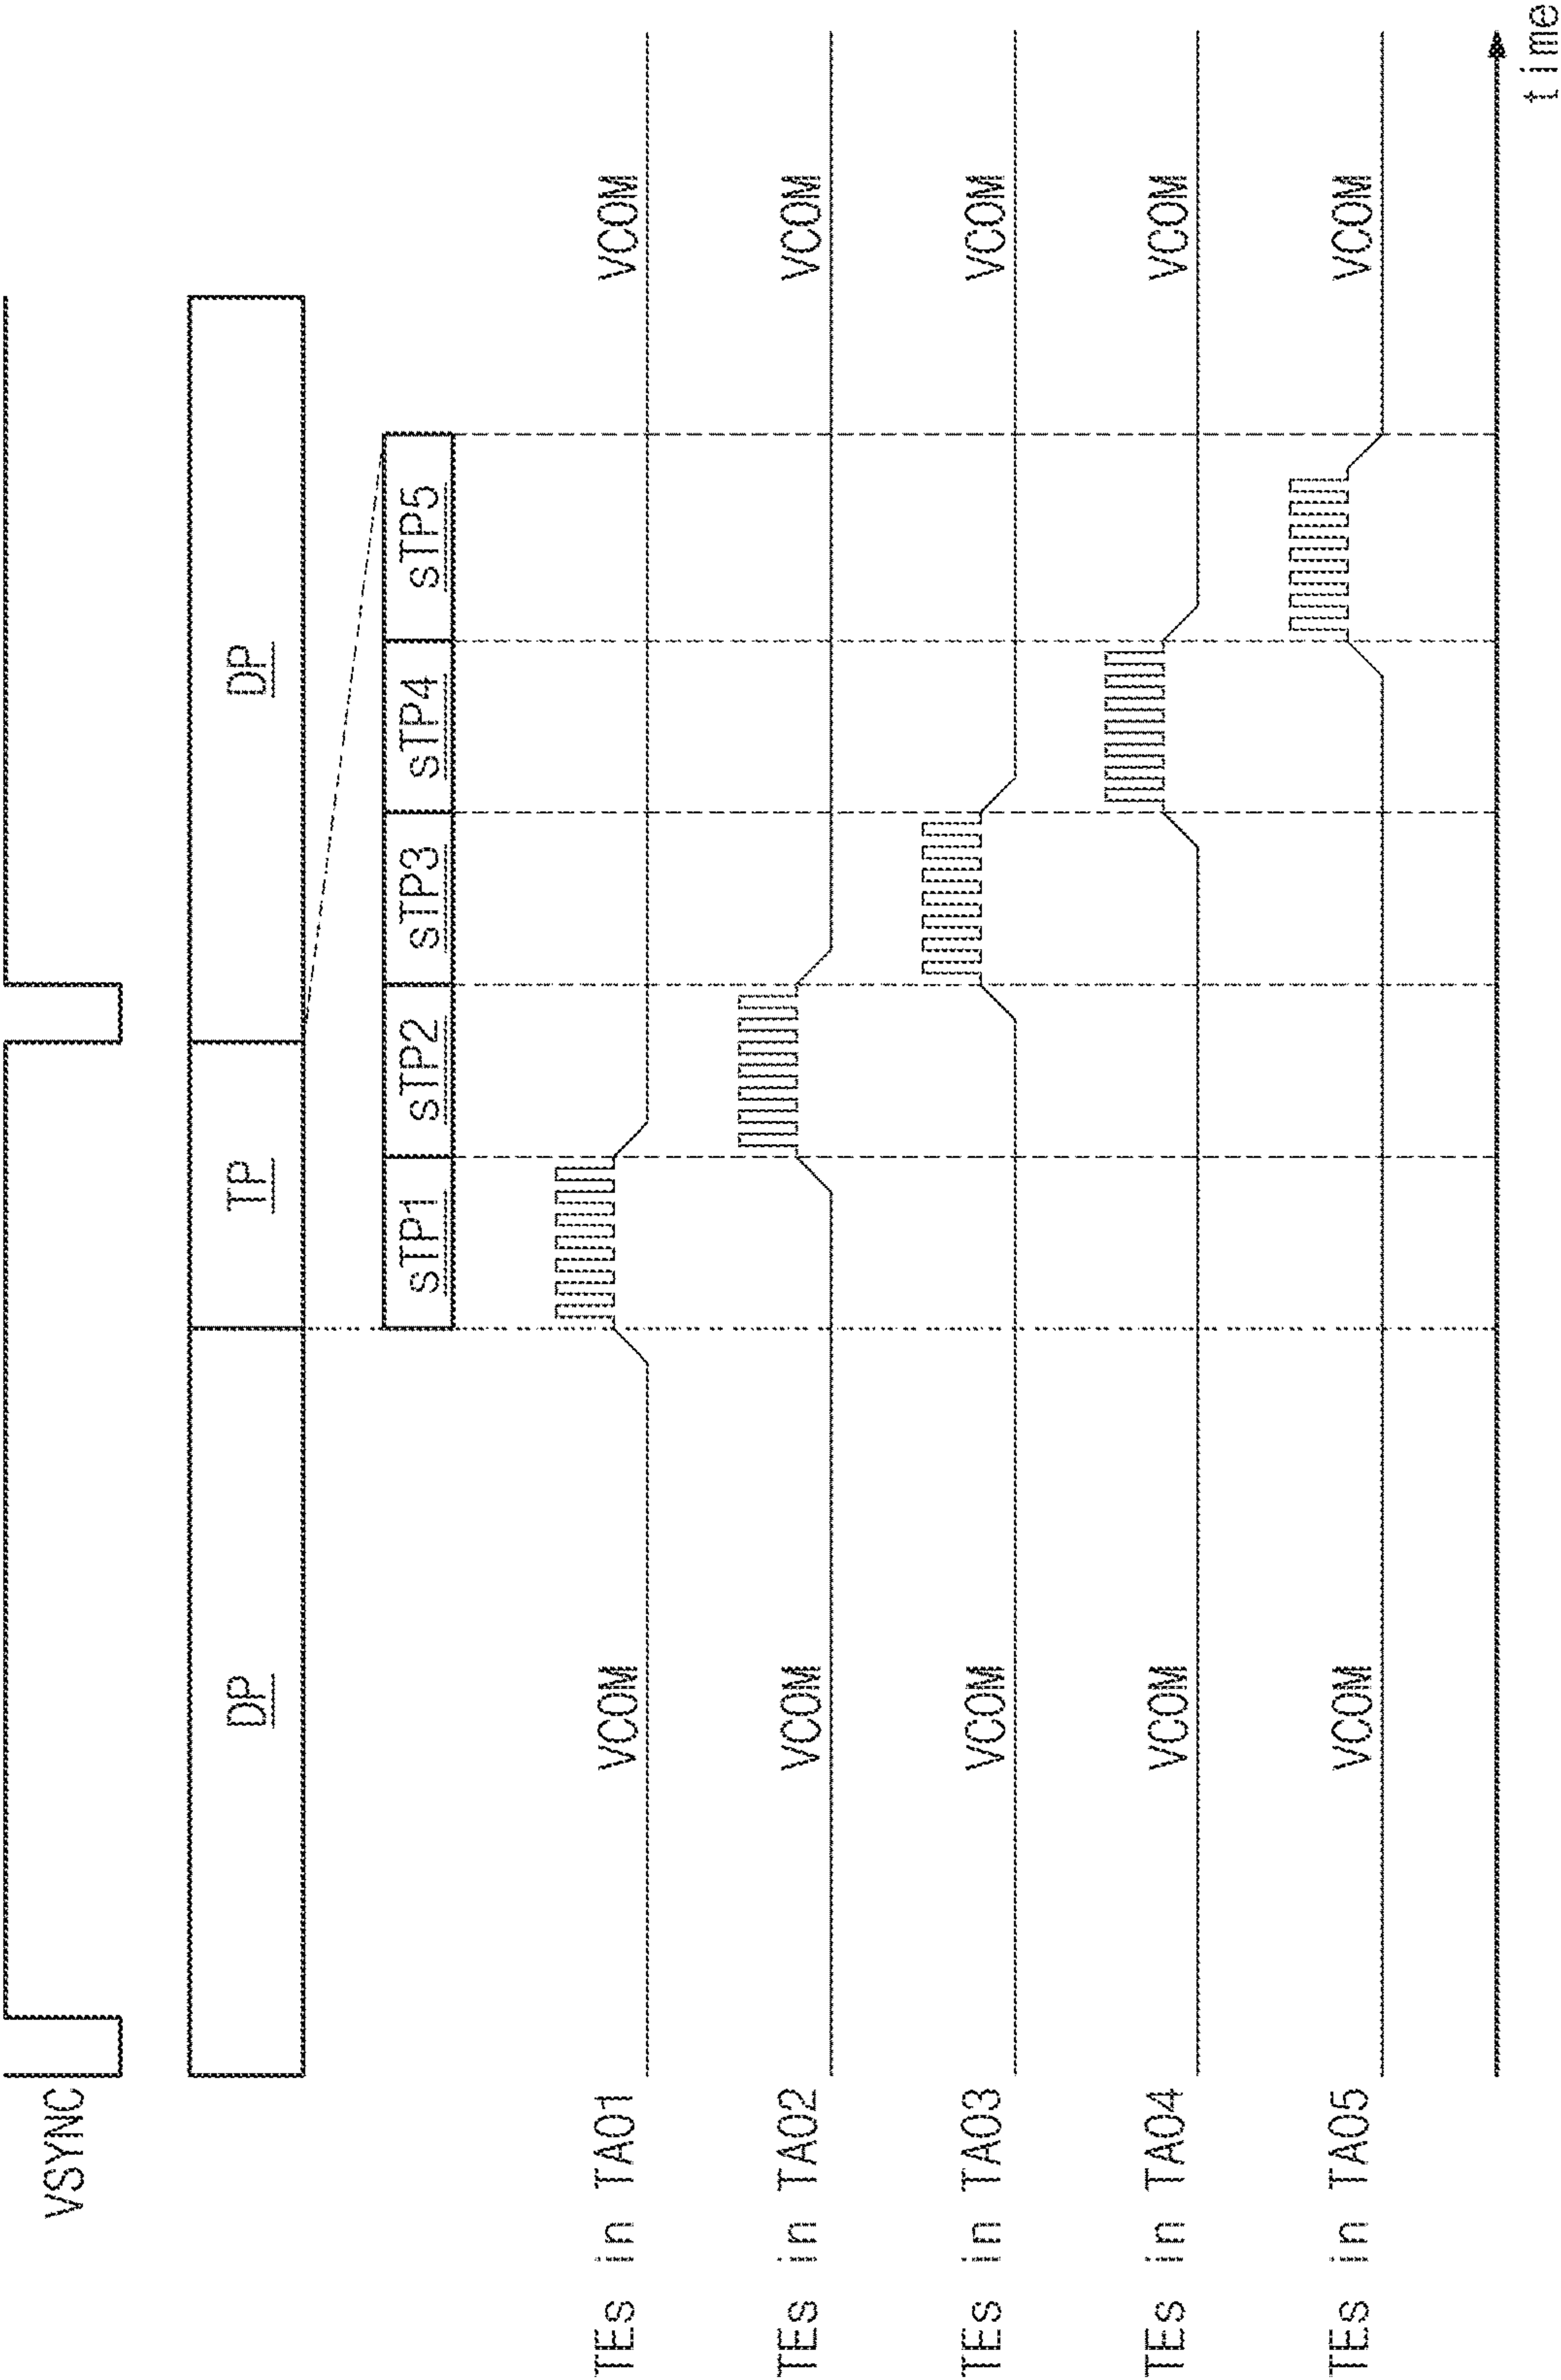 VSYNC
DP TP DP
sTP1 sTP2 sTP3 sTP4 sTP5
TEs in TA01 VCOM VCOM
TEs in TA02 VCOM VCOM
TEs in TA03 VCOM VCOM
TEs in TA04 VCOM VCOM
TEs in TA05 VCOM VCOM
time